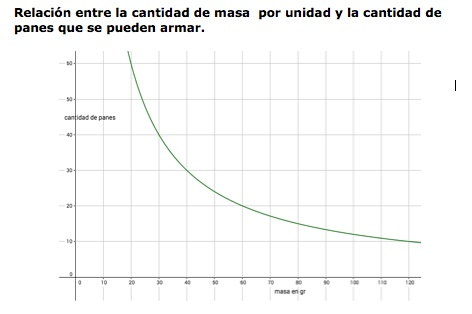 Relación entre la cantidad de masa por unidad y la cantidad de
panes que se pueden armar.
60
50
cantidad de panes
40
30
20
10
0
0 10 20 30 40 50 60 70 80 90 100 110 120
masa en gr